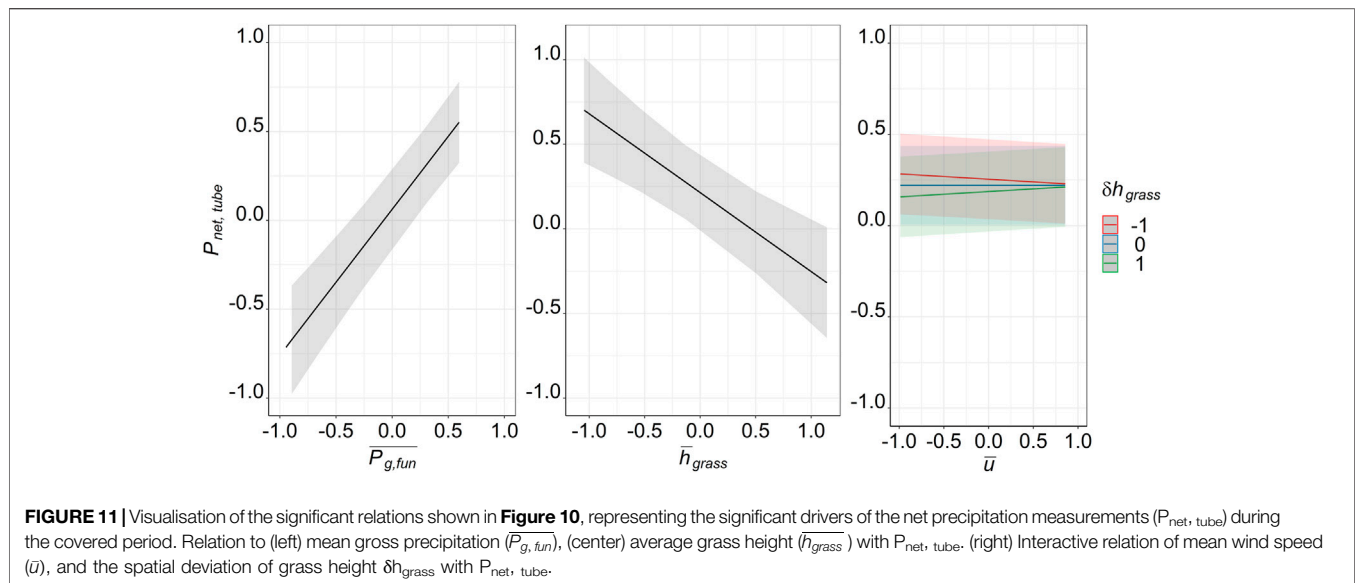 1.0
0.5
0.0
-0.5
-1.0
P_net, tube
-1.0 -0.5 0.0 0.5 1.0
P_g,fun
1.0
0.5
0.0
-0.5
-1.0
-1.0 -0.5 0.0 0.5 1.0
h̅_grass
1.0
0.5
0.0
-0.5
-1.0
-1.0 -0.5 0.0 0.5 1.0
u̅
δh_grass
-1
0
1
FIGURE 11 | Visualisation of the significant relations shown in Figure 10, representing the significant drivers of the net precipitation measurements (P_net, tube) during
the covered period. Relation to (left) mean gross precipitation (P_g, fun), (center) average grass height (h_grass ) with P_net, tube. (right) Interactive relation of mean wind speed
(u̅), and the spatial deviation of grass height δh_grass with P_net, tube.